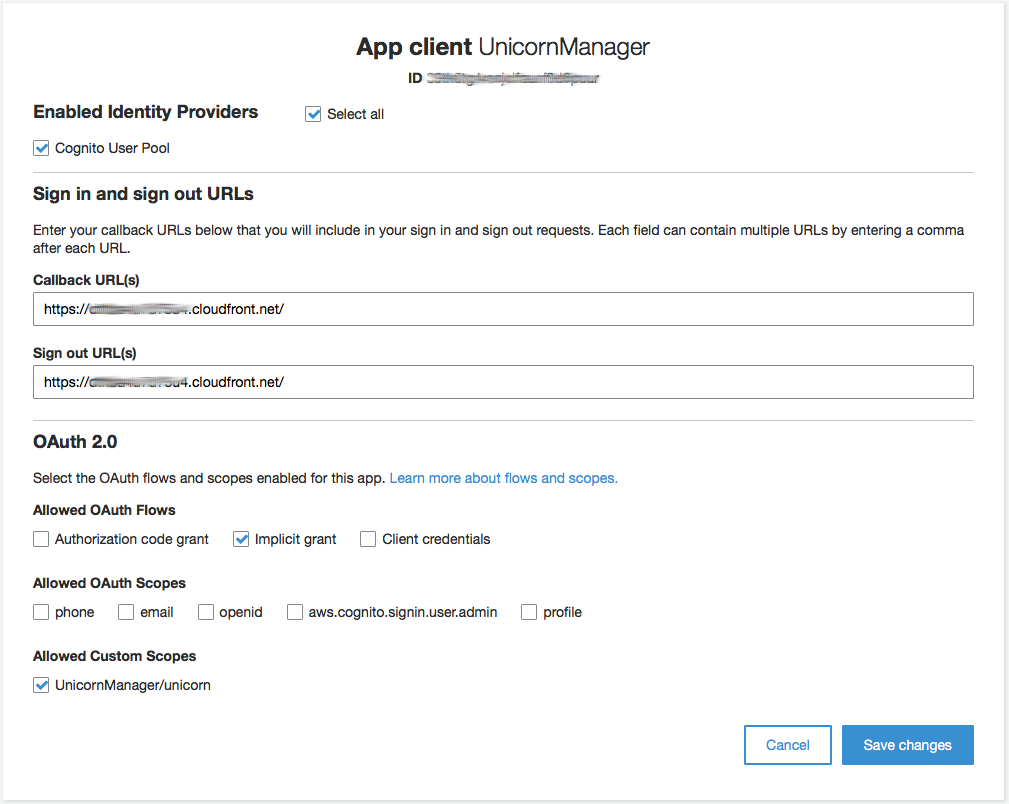 App client UnicornManager
ID
Enabled Identity Providers
Select all
Cognito User Pool
Sign in and sign out URLs
Enter your callback URLs below that you will include in your sign in and sign out requests. Each field can contain multiple URLs by entering a comma
after each URL.
Callback URL(s)
https:// .cloudfront.net/
Sign out URL(s)
https:// .cloudfront.net/
OAuth 2.0
Select the OAuth flows and scopes enabled for this app. Learn more about flows and scopes.
Allowed OAuth Flows
Authorization code grant Implicit grant Client credentials
Allowed OAuth Scopes
phone email openid aws.cognito.signin.user.admin profile
Allowed Custom Scopes
UnicornManager/unicorn
Cancel Save changes